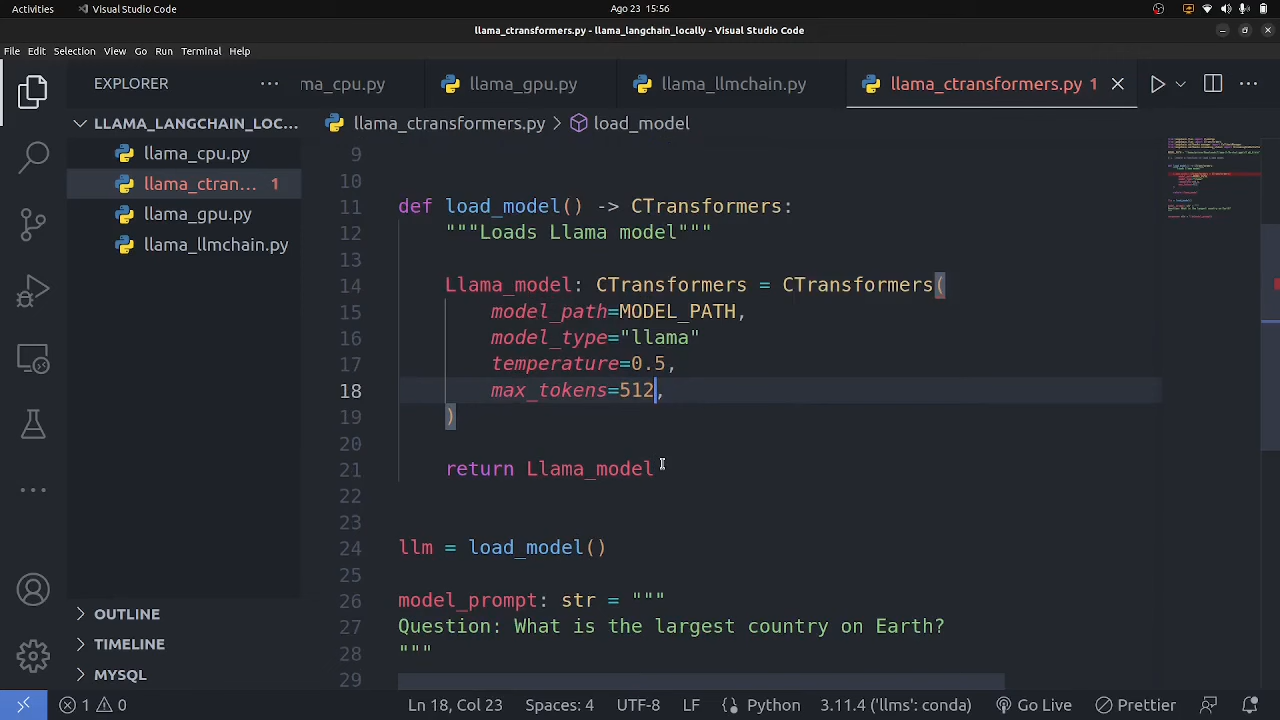 Activities
Visual Studio Code
Ago 23 15:56
llama_ctransformers.py - llama_langchain_locally - Visual Studio Code
File Edit Selection View Go Run Terminal Help
EXPLORER
ma_cpu.py
llama_gpu.py
llama_llmchain.py
llama_ctransformers.py 1
LLAMA_LANGCHAIN_LOC...
llama_cpu.py
llama_ctran... 1
llama_gpu.py
llama_llmchain.py
OUTLINE
TIMELINE
MYSQL
llama_ctransformers.py > load_model
9
10
11 def load_model() -> CTransformers:
12 """Loads Llama model"""
13
14 Llama_model: CTransformers = CTransformers(
15 model_path=MODEL_PATH,
16 model_type="llama"
17 temperature=0.5,
18 max_tokens=512,
19 )
20
21 return Llama_model
22
23
24 llm = load_model()
25
26 model_prompt: str = """
27 Question: What is the largest country on Earth?
28 """
29
1 0
Ln 18, Col 23
Spaces: 4
UTF-8
LF
Python
3.11.4 ('llms': conda)
Go Live
Prettier